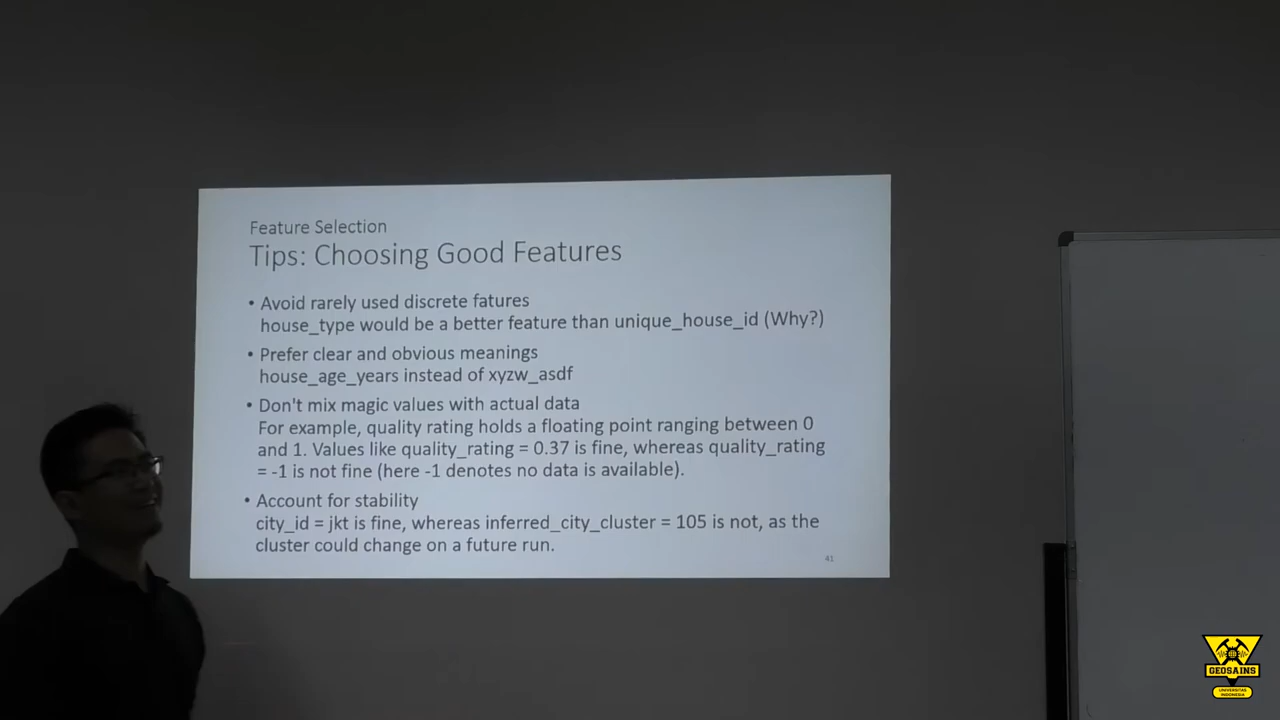 Feature Selection
Tips: Choosing Good Features
• Avoid rarely used discrete fatures
house_type would be a better feature than unique_house_id (Why?)
• Prefer clear and obvious meanings
house_age_years instead of xyzw_asdf
• Don't mix magic values with actual data
For example, quality rating holds a floating point ranging between 0
and 1. Values like quality_rating = 0.37 is fine, whereas quality_rating
= -1 is not fine (here -1 denotes no data is available).
• Account for stability
city_id = jkt is fine, whereas inferred_city_cluster = 105 is not, as the
cluster could change on a future run.
41
GEOSAINS
UNIVERSITAS
INDONESIA